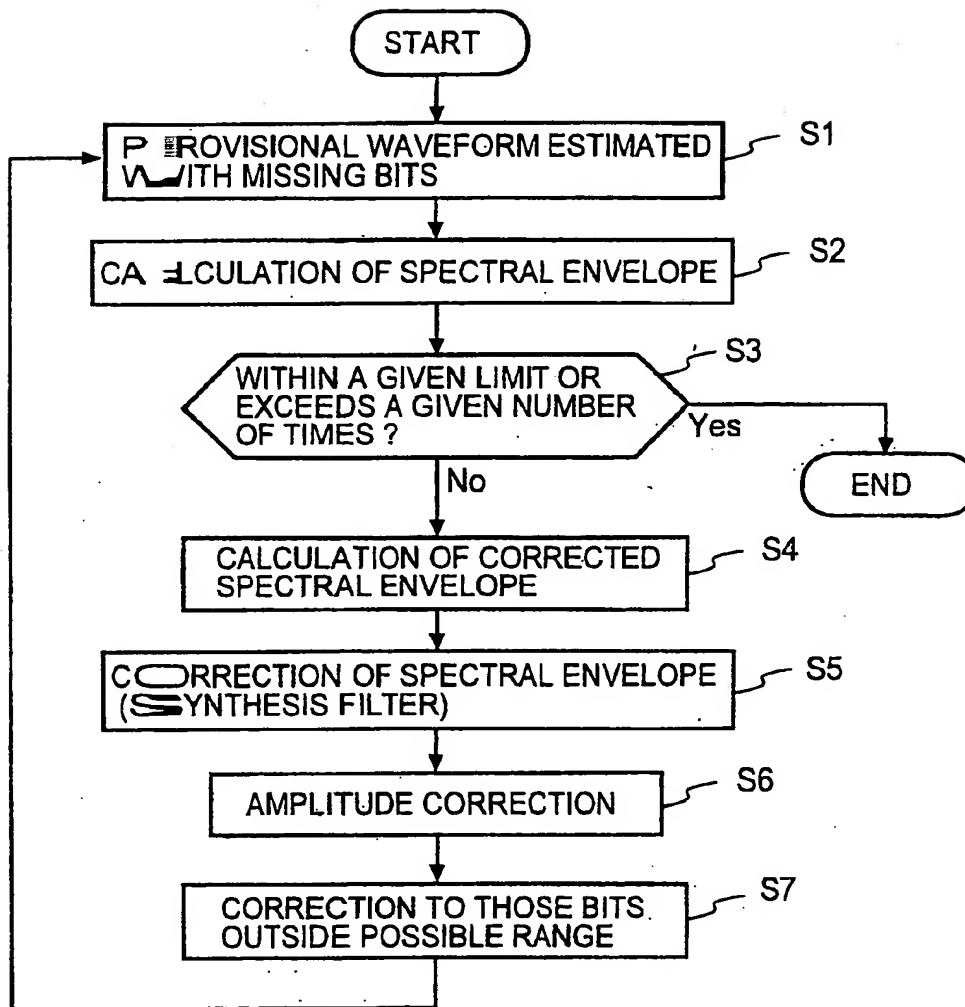 START
PROVISIONAL WAVEFORM ESTIMATED
WITH MISSING BITS
S1
CALCULATION OF SPECTRAL ENVELOPE
S2
WITHIN A GIVEN LIMIT OR
EXCEEDS A GIVEN NUMBER
OF TIMES ?
S3
Yes
END
No
CALCULATION OF CORRECTED
SPECTRAL ENVELOPE
S4
CORRECTION OF SPECTRAL ENVELOPE
(SYNTHESIS FILTER)
S5
AMPLITUDE CORRECTION
S6
CORRECTION TO THOSE BITS
OUTSIDE POSSIBLE RANGE
S7